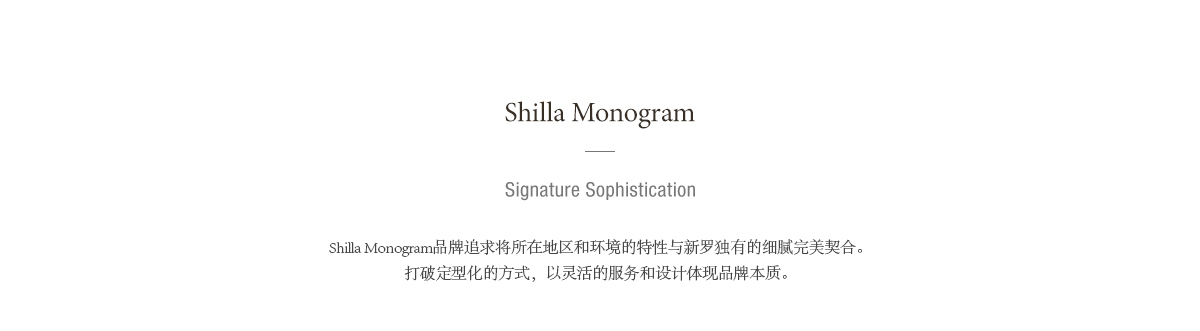 Shilla Monogram
Signature Sophistication
Shilla Monogram品牌追求将所在地区和环境的特性与新罗独有的细腻完美契合。
打破定型化的方式，以灵活的服务和设计体现品牌本质。